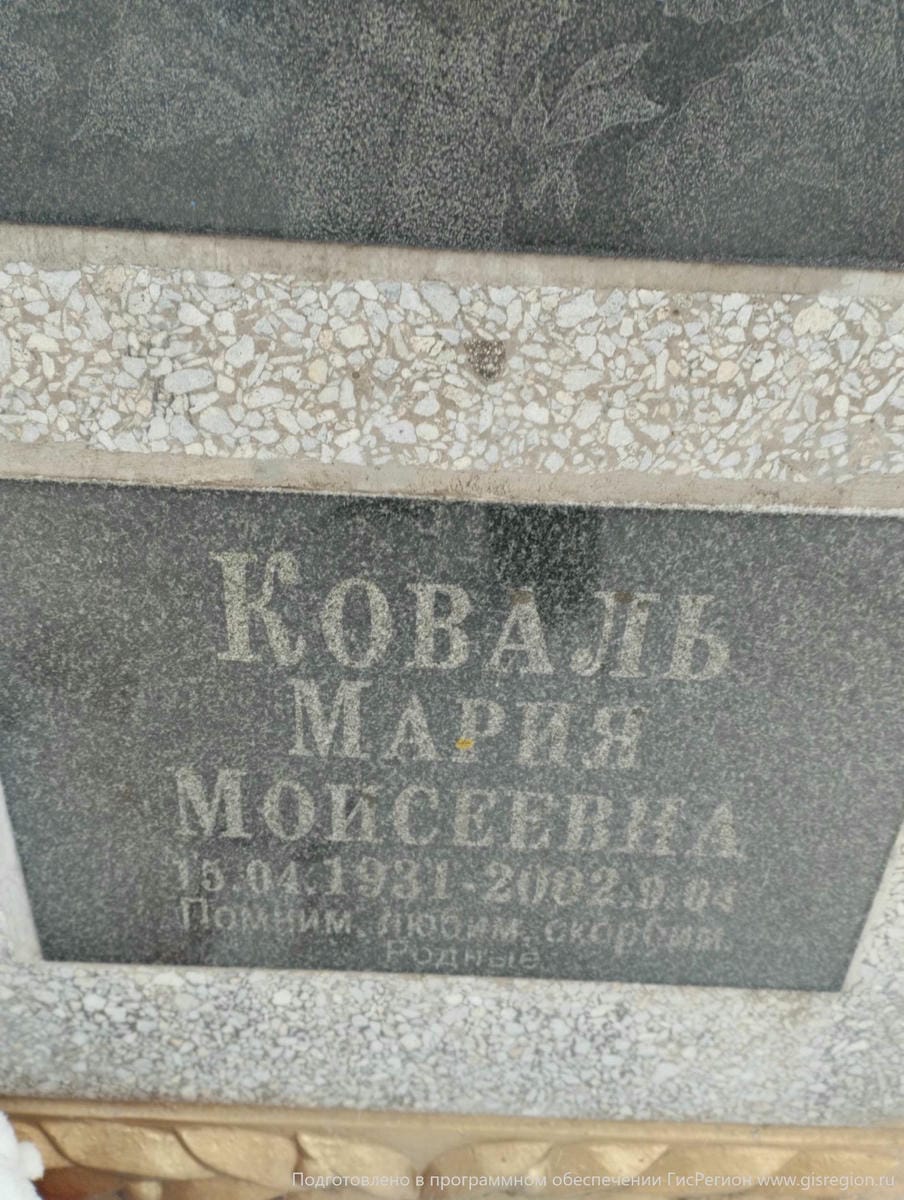 Коваль
Мария
Моисеевна
15.04.1931-2002.9.04
Помним, любим, скорбим.
Родные
Подготовлено в программном обеспечении ГисРегион www.gisregion.ru